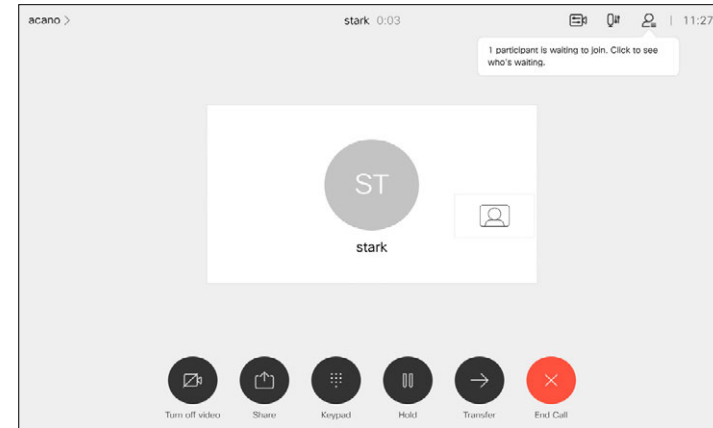 acano >
stark 0:03
11:27
1 participant is waiting to join. Click to see
who's waiting.
ST
stark
Turn off video
Share
Keypad
Hold
Transfer
End Call